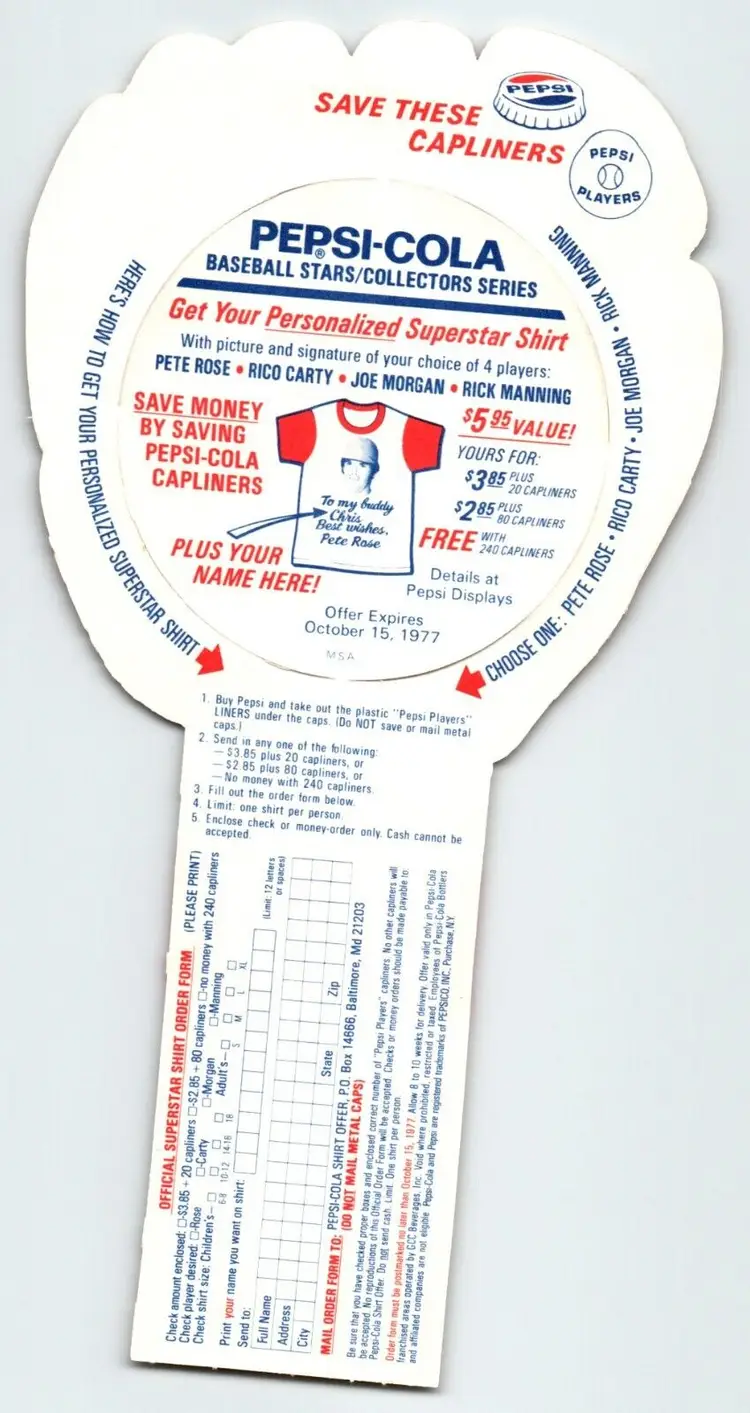 SAVE THESE
CAPLINERS
PEPSI
PEPSI
PLAYERS
HERE'S HOW TO GET YOUR PERSONALIZED SUPERSTAR SHIRT
CHOOSE ONE: PETE ROSE • RICO CARTY • JOE MORGAN • RICK MANNING
PEPSI-COLA
®
BASEBALL STARS/COLLECTORS SERIES
Get Your Personalized Superstar Shirt
With picture and signature of your choice of 4 players:
PETE ROSE • RICO CARTY • JOE MORGAN • RICK MANNING
SAVE MONEY
BY SAVING
PEPSI-COLA
CAPLINERS
$5.95 VALUE!
YOURS FOR:
$3.85 PLUS
20 CAPLINERS
$2.85 PLUS
80 CAPLINERS
FREE WITH
240 CAPLINERS
To my buddy
Chris
Best wishes,
Pete Rose
PLUS YOUR
NAME HERE!
Details at
Pepsi Displays
Offer Expires
October 15, 1977
MSA
1. Buy Pepsi and take out the plastic "Pepsi Players"
LINERS under the caps. (Do NOT save or mail metal
caps.)
2. Send in any one of the following:
— $3.85 plus 20 capliners, or
— $2.85 plus 80 capliners, or
— No money with 240 capliners.
3. Fill out the order form below.
4. Limit: one shirt per person.
5. Enclose check or money-order only. Cash cannot be
accepted.
OFFICIAL SUPERSTAR SHIRT ORDER FORM (PLEASE PRINT)
Check amount enclosed: □-$3.85 + 20 capliners □-$2.85 + 80 capliners □-no money with 240 capliners
Check player desired: □-Rose □-Carty □-Morgan □-Manning
Check shirt size: Children's— □ □ □ □ Adult's— □ □ □ □
6-8 10-12 14-16 18 S M L XL
Print your name you want on shirt: (Limit: 12 letters
or spaces)
Send to:
Full Name
Address
City State Zip
MAIL ORDER FORM TO: PEPSI-COLA SHIRT OFFER, P.O. Box 14666, Baltimore, Md 21203
(DO NOT MAIL METAL CAPS)
Be sure that you have checked proper boxes and enclosed correct number of "Pepsi Players" capliners. No other capliners will
be accepted. No reproductions of this Official Order Form will be accepted. Checks or money orders should be made payable to:
Pepsi-Cola Shirt Offer. Do not send cash. Limit: One shirt per person.
Order form must be postmarked no later than October 15, 1977. Allow 8 to 10 weeks for delivery. Offer valid only in Pepsi-Cola
franchised areas operated by GCC Beverages, Inc. Void where prohibited, restricted or taxed. Employees of Pepsi-Cola Bottlers
and affiliated companies are not eligible. Pepsi-Cola and Pepsi are registered trademarks of PEPSICO, INC., Purchase, N.Y.